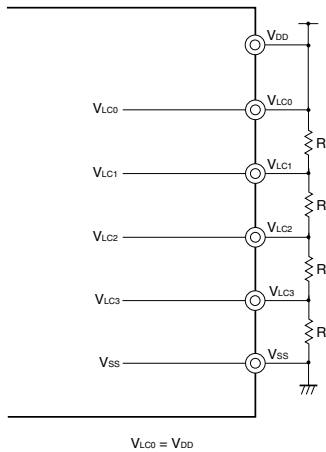 VDD
VLC0 VLC0
R
VLC1 VLC1
R
VLC2 VLC2
R
VLC3 VLC3
R
VSS VSS
VLC0 = VDD